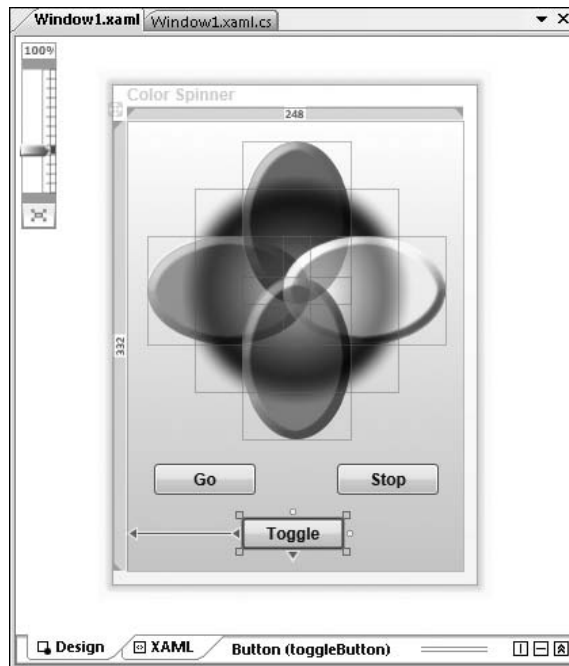 Window1.xaml Window1.xaml.cs
100%
Color Spinner
248
332
Go Stop
Toggle
Design XAML Button (toggleButton)